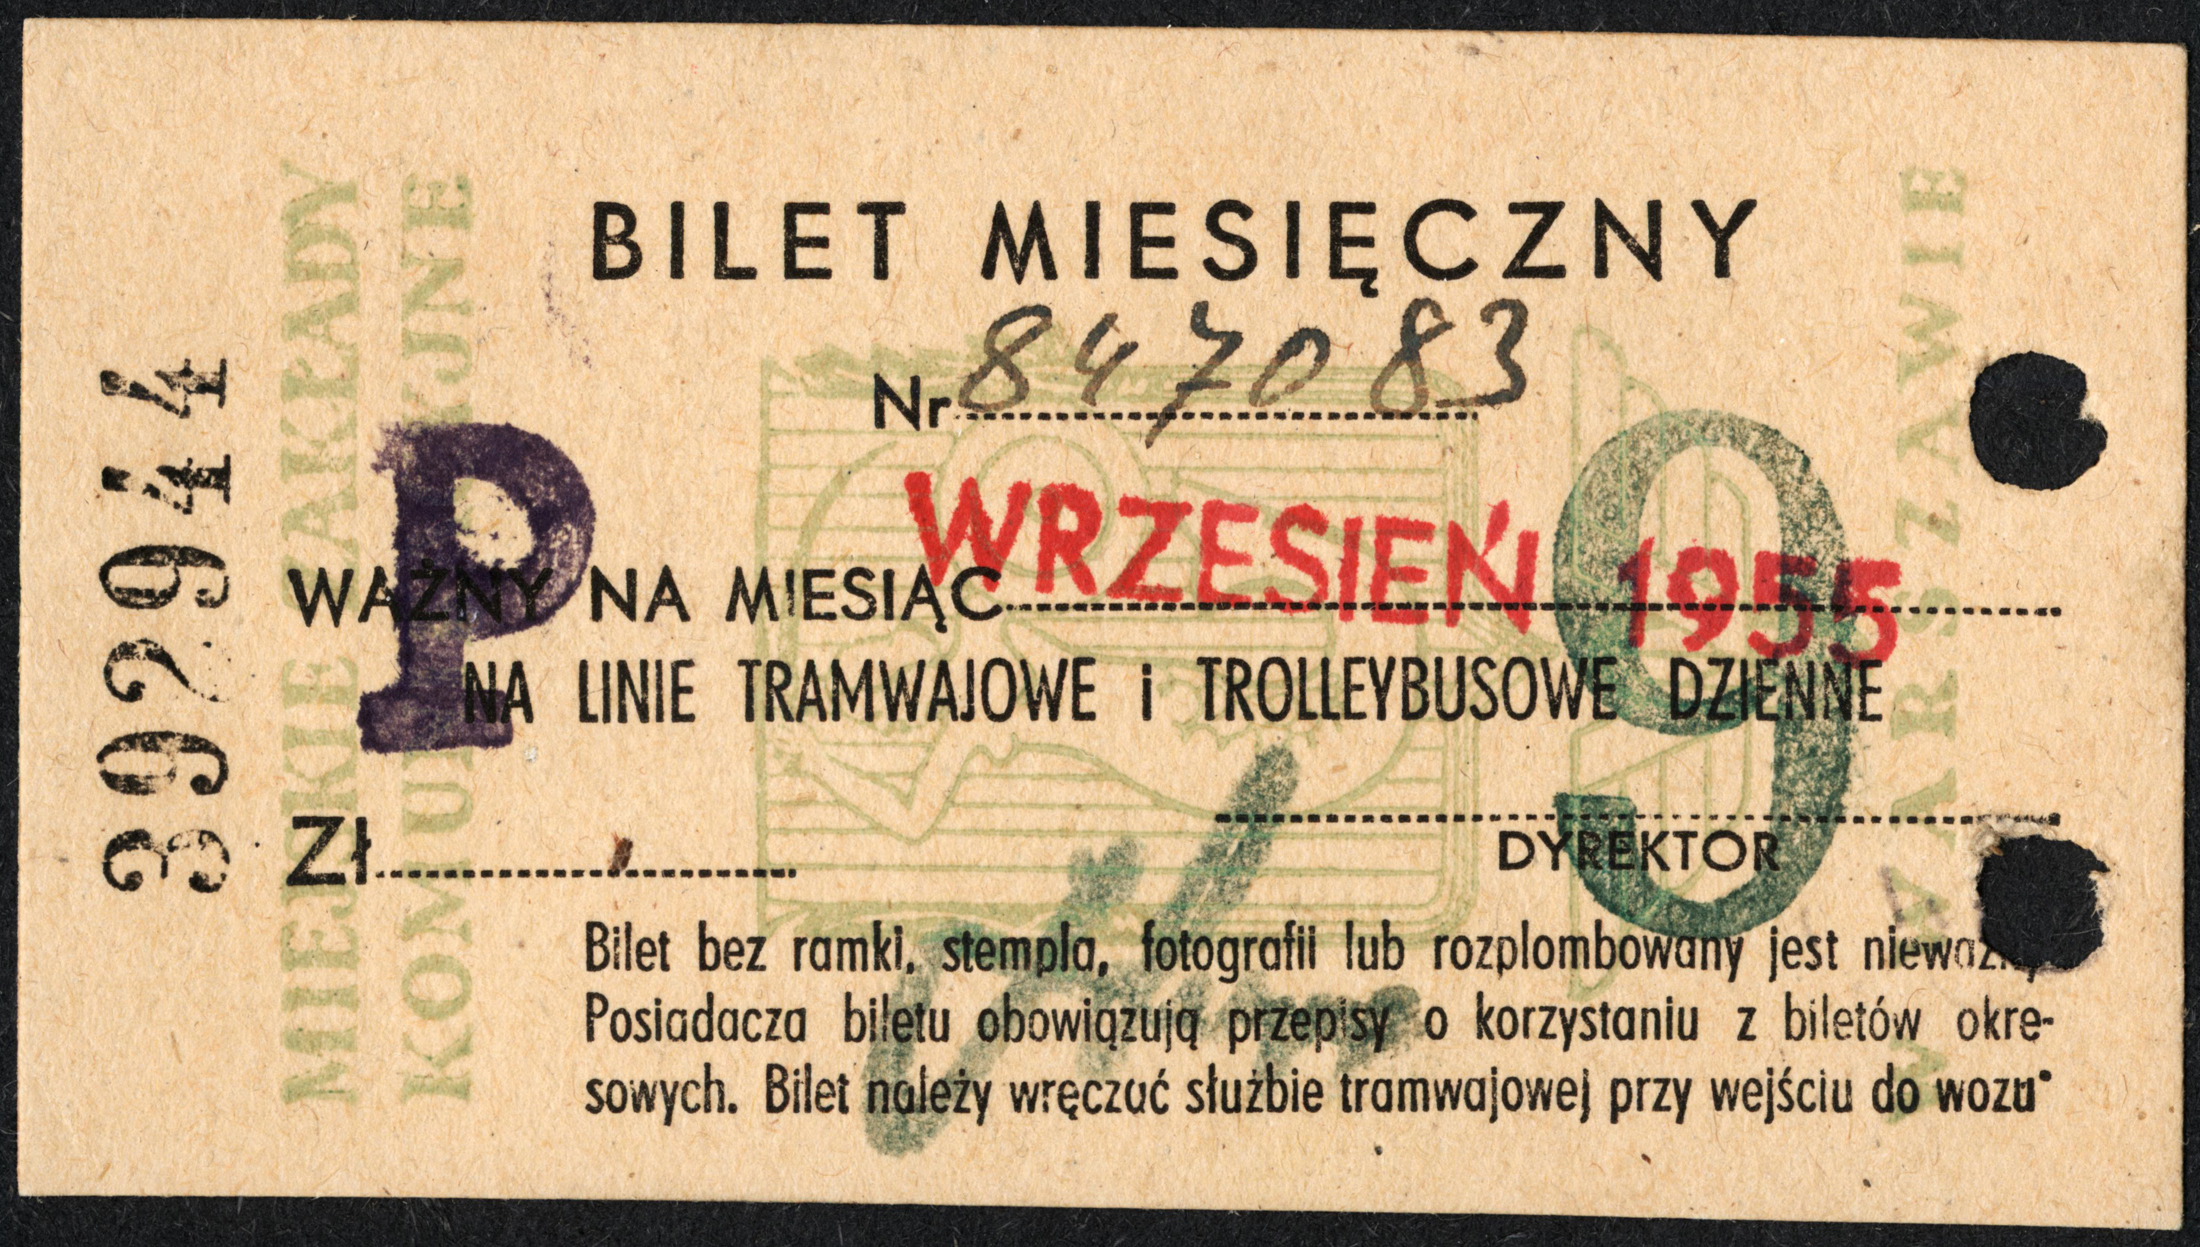 BILET MIESIĘCZNY
Nr 847083
WAŻNY NA MIESIĄC WRZESIEŃ 1955
NA LINIE TRAMWAJOWE i TROLLEYBUSOWE DZIENNE
P
9
Zł
DYREKTOR
Bilet bez ramki, stempla, fotografii lub rozplombowany jest nieważny
Posiadacza biletu obowiązują przepisy o korzystaniu z biletów okre-
sowych. Bilet należy wręczać służbie tramwajowej przy wejściu do wozu
392944
MIEJSKIE ZAKŁADY
KOMUNIKACYJNE
W WARSZAWIE